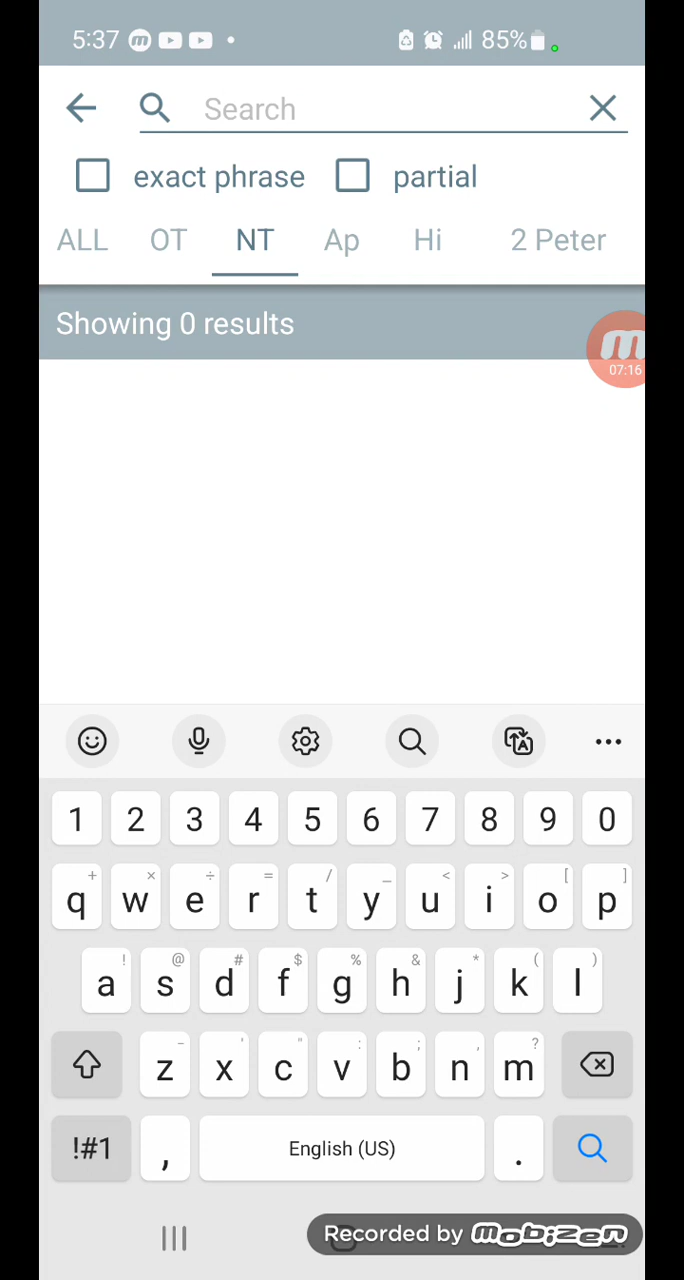 5:37 85%
Search
exact phrase partial
ALL OT NT Ap Hi 2 Peter
Showing 0 results
07:16
1 2 3 4 5 6 7 8 9 0
+ × ÷ = / _ < > [ ]
q w e r t y u i o p
! @ # $ % & * ( )
a s d f g h j k l
- ' " : ; , ?
z x c v b n m
!#1 , English (US) .
Recorded by mobizen